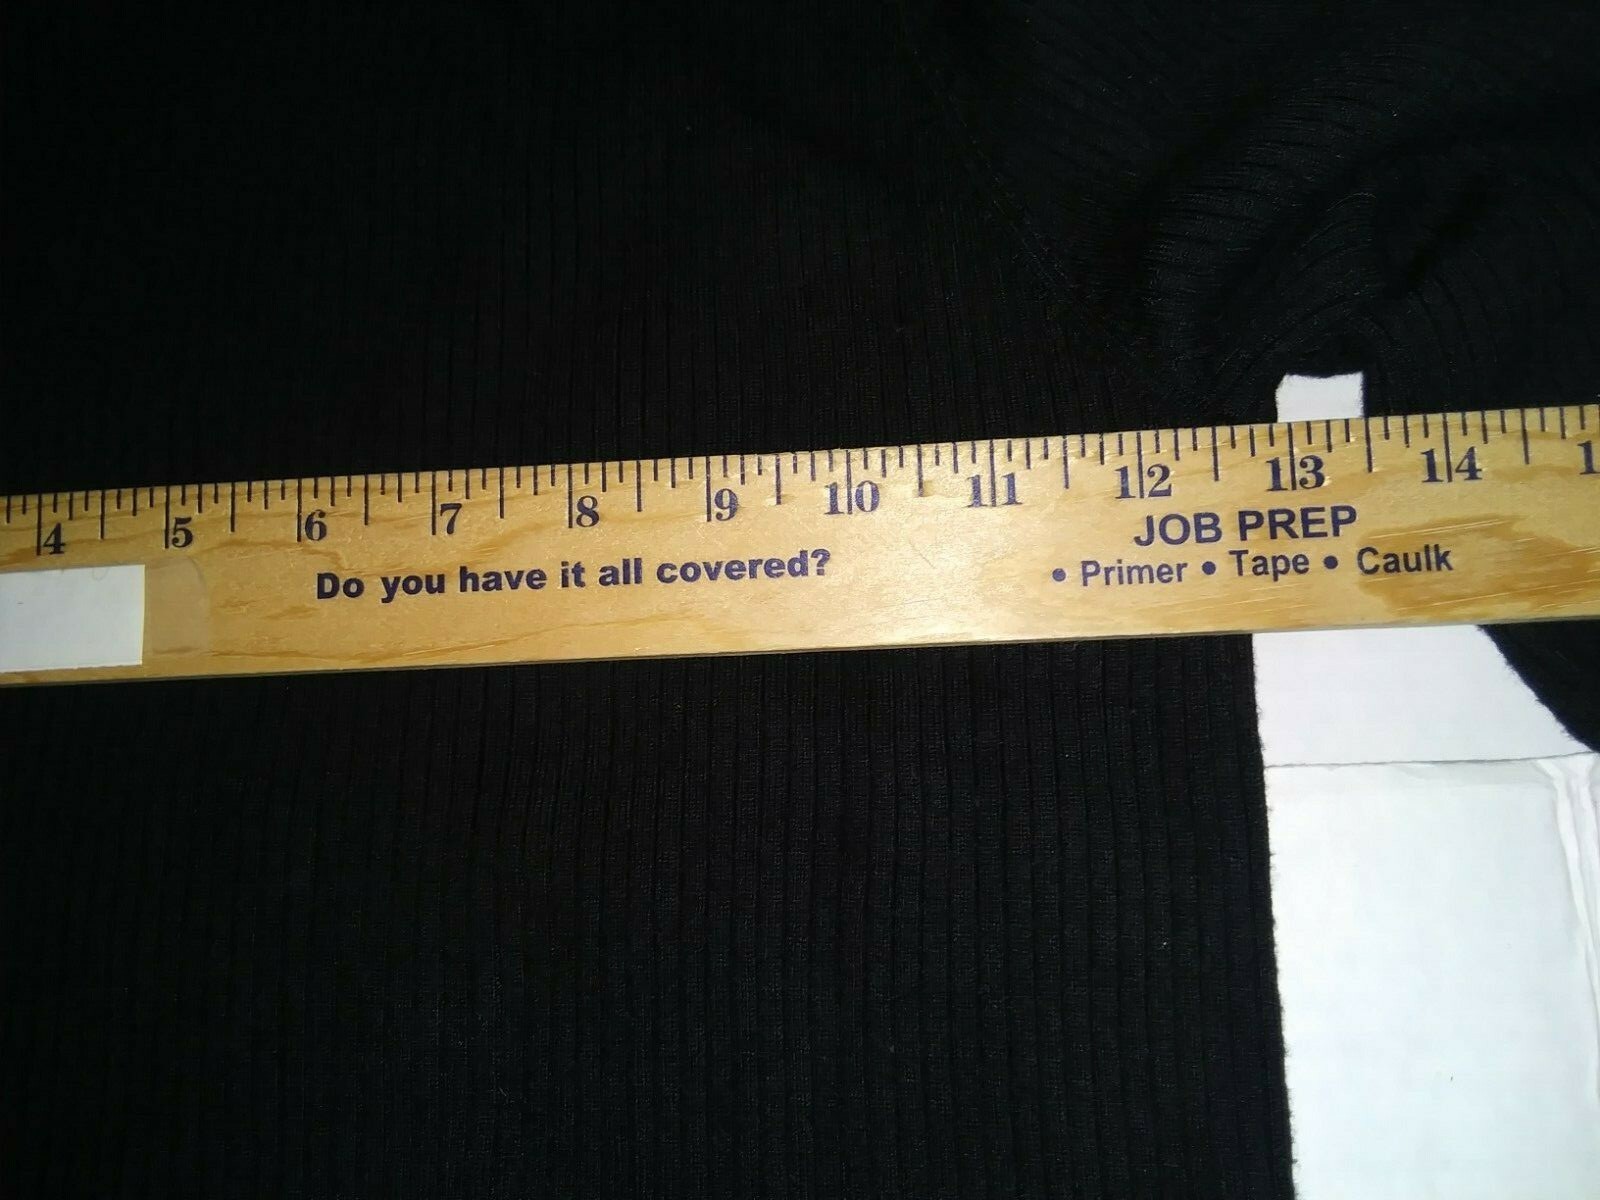 4 5 6 7 8 9 10 11 12 13 14 1
Do you have it all covered?
JOB PREP
• Primer • Tape • Caulk